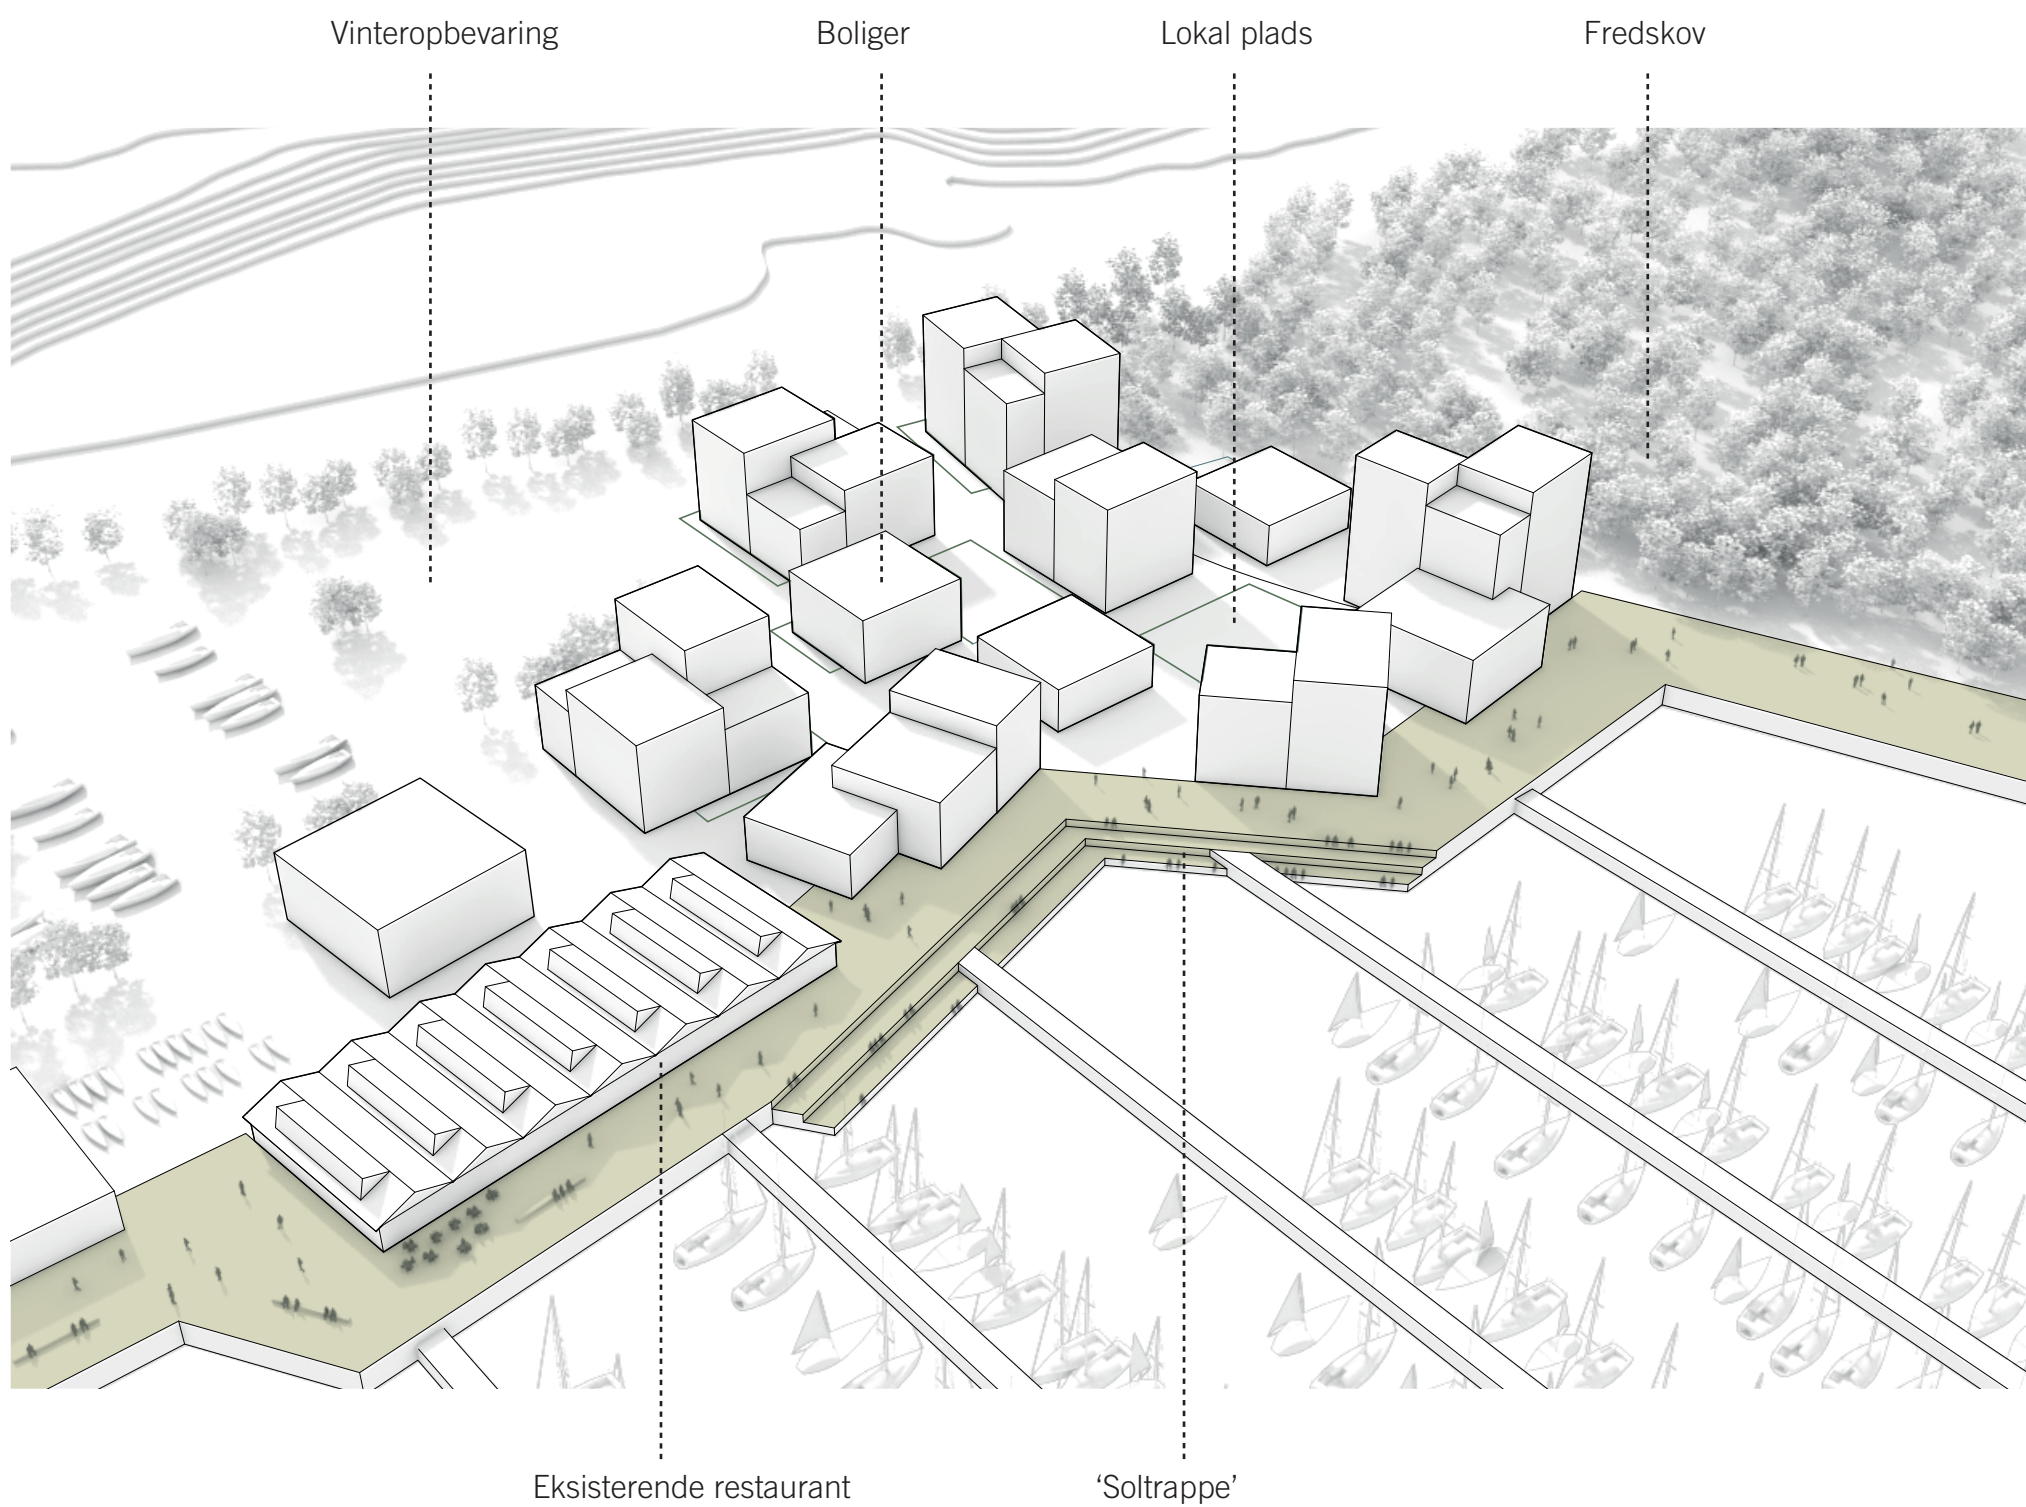 Vinteropbevaring
Boliger
Lokal plads
Fredskov
Eksisterende restaurant
‘Soltrappe’